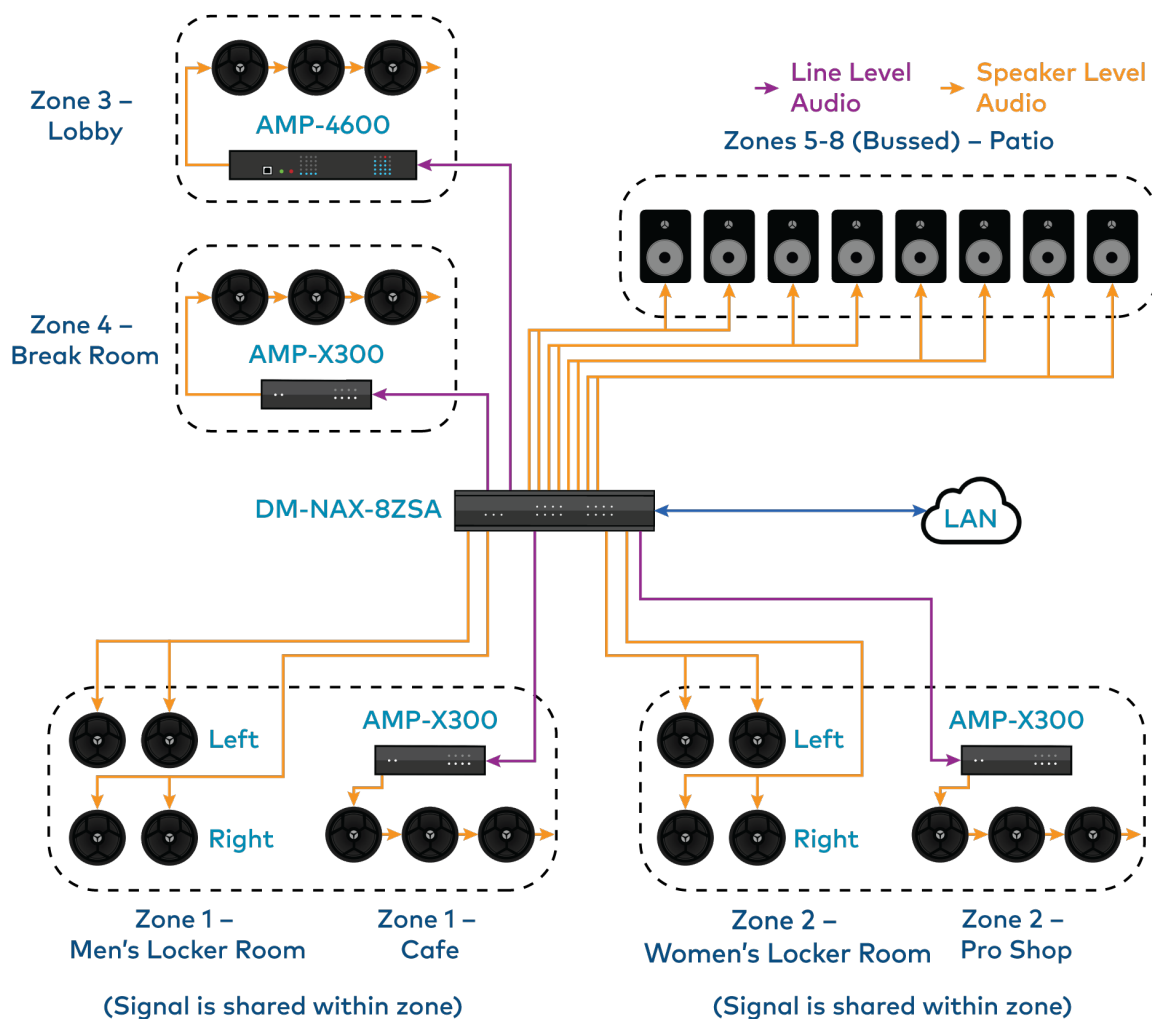 Zone 3 –
Lobby
AMP-4600
Line Level
Audio
Speaker Level
Audio
Zones 5-8 (Bussed) – Patio
Zone 4 –
Break Room
AMP-X300
DM-NAX-8ZSA
LAN
Left
Right
AMP-X300
Left
Right
AMP-X300
Zone 1 –
Men’s Locker Room
Zone 1 –
Cafe
(Signal is shared within zone)
Zone 2 –
Women’s Locker Room
Zone 2 –
Pro Shop
(Signal is shared within zone)